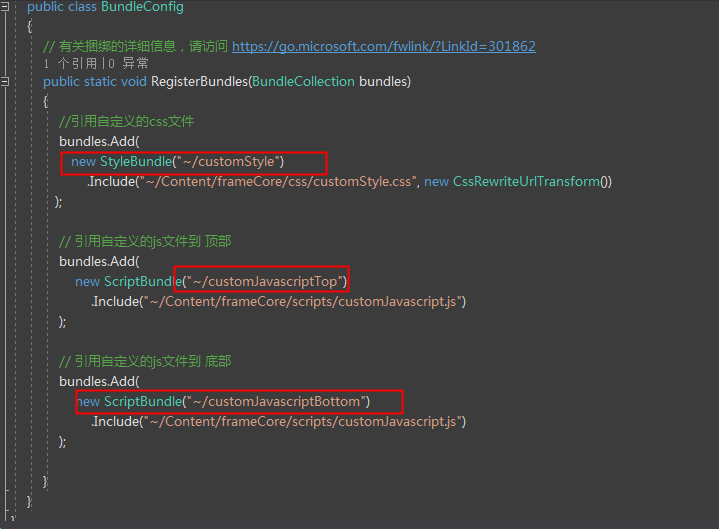 public class BundleConfig
{
// 有关捆绑的详细信息，请访问 https://go.microsoft.com/fwlink/?LinkId=301862
1 个引用|0 异常
public static void RegisterBundles(BundleCollection bundles)
{
//引用自定义的css文件
bundles.Add(
new StyleBundle("~/customStyle")
.Include("~/Content/frameCore/css/customStyle.css", new CssRewriteUrlTransform())
);
// 引用自定义的js文件到 顶部
bundles.Add(
new ScriptBundle("~/customJavascriptTop")
.Include("~/Content/frameCore/scripts/customJavascript.js")
);
// 引用自定义的js文件到 底部
bundles.Add(
new ScriptBundle("~/customJavascriptBottom")
.Include("~/Content/frameCore/scripts/customJavascript.js")
);
}
}
}